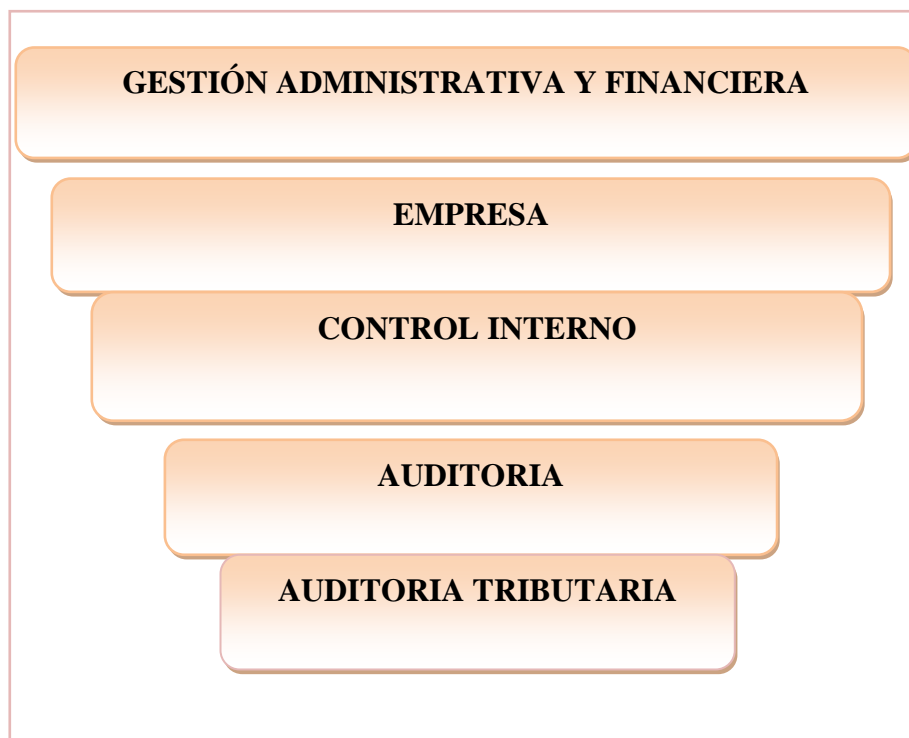 GESTIÓN ADMINISTRATIVA Y FINANCIERA
EMPRESA
CONTROL INTERNO
AUDITORIA
AUDITORIA TRIBUTARIA